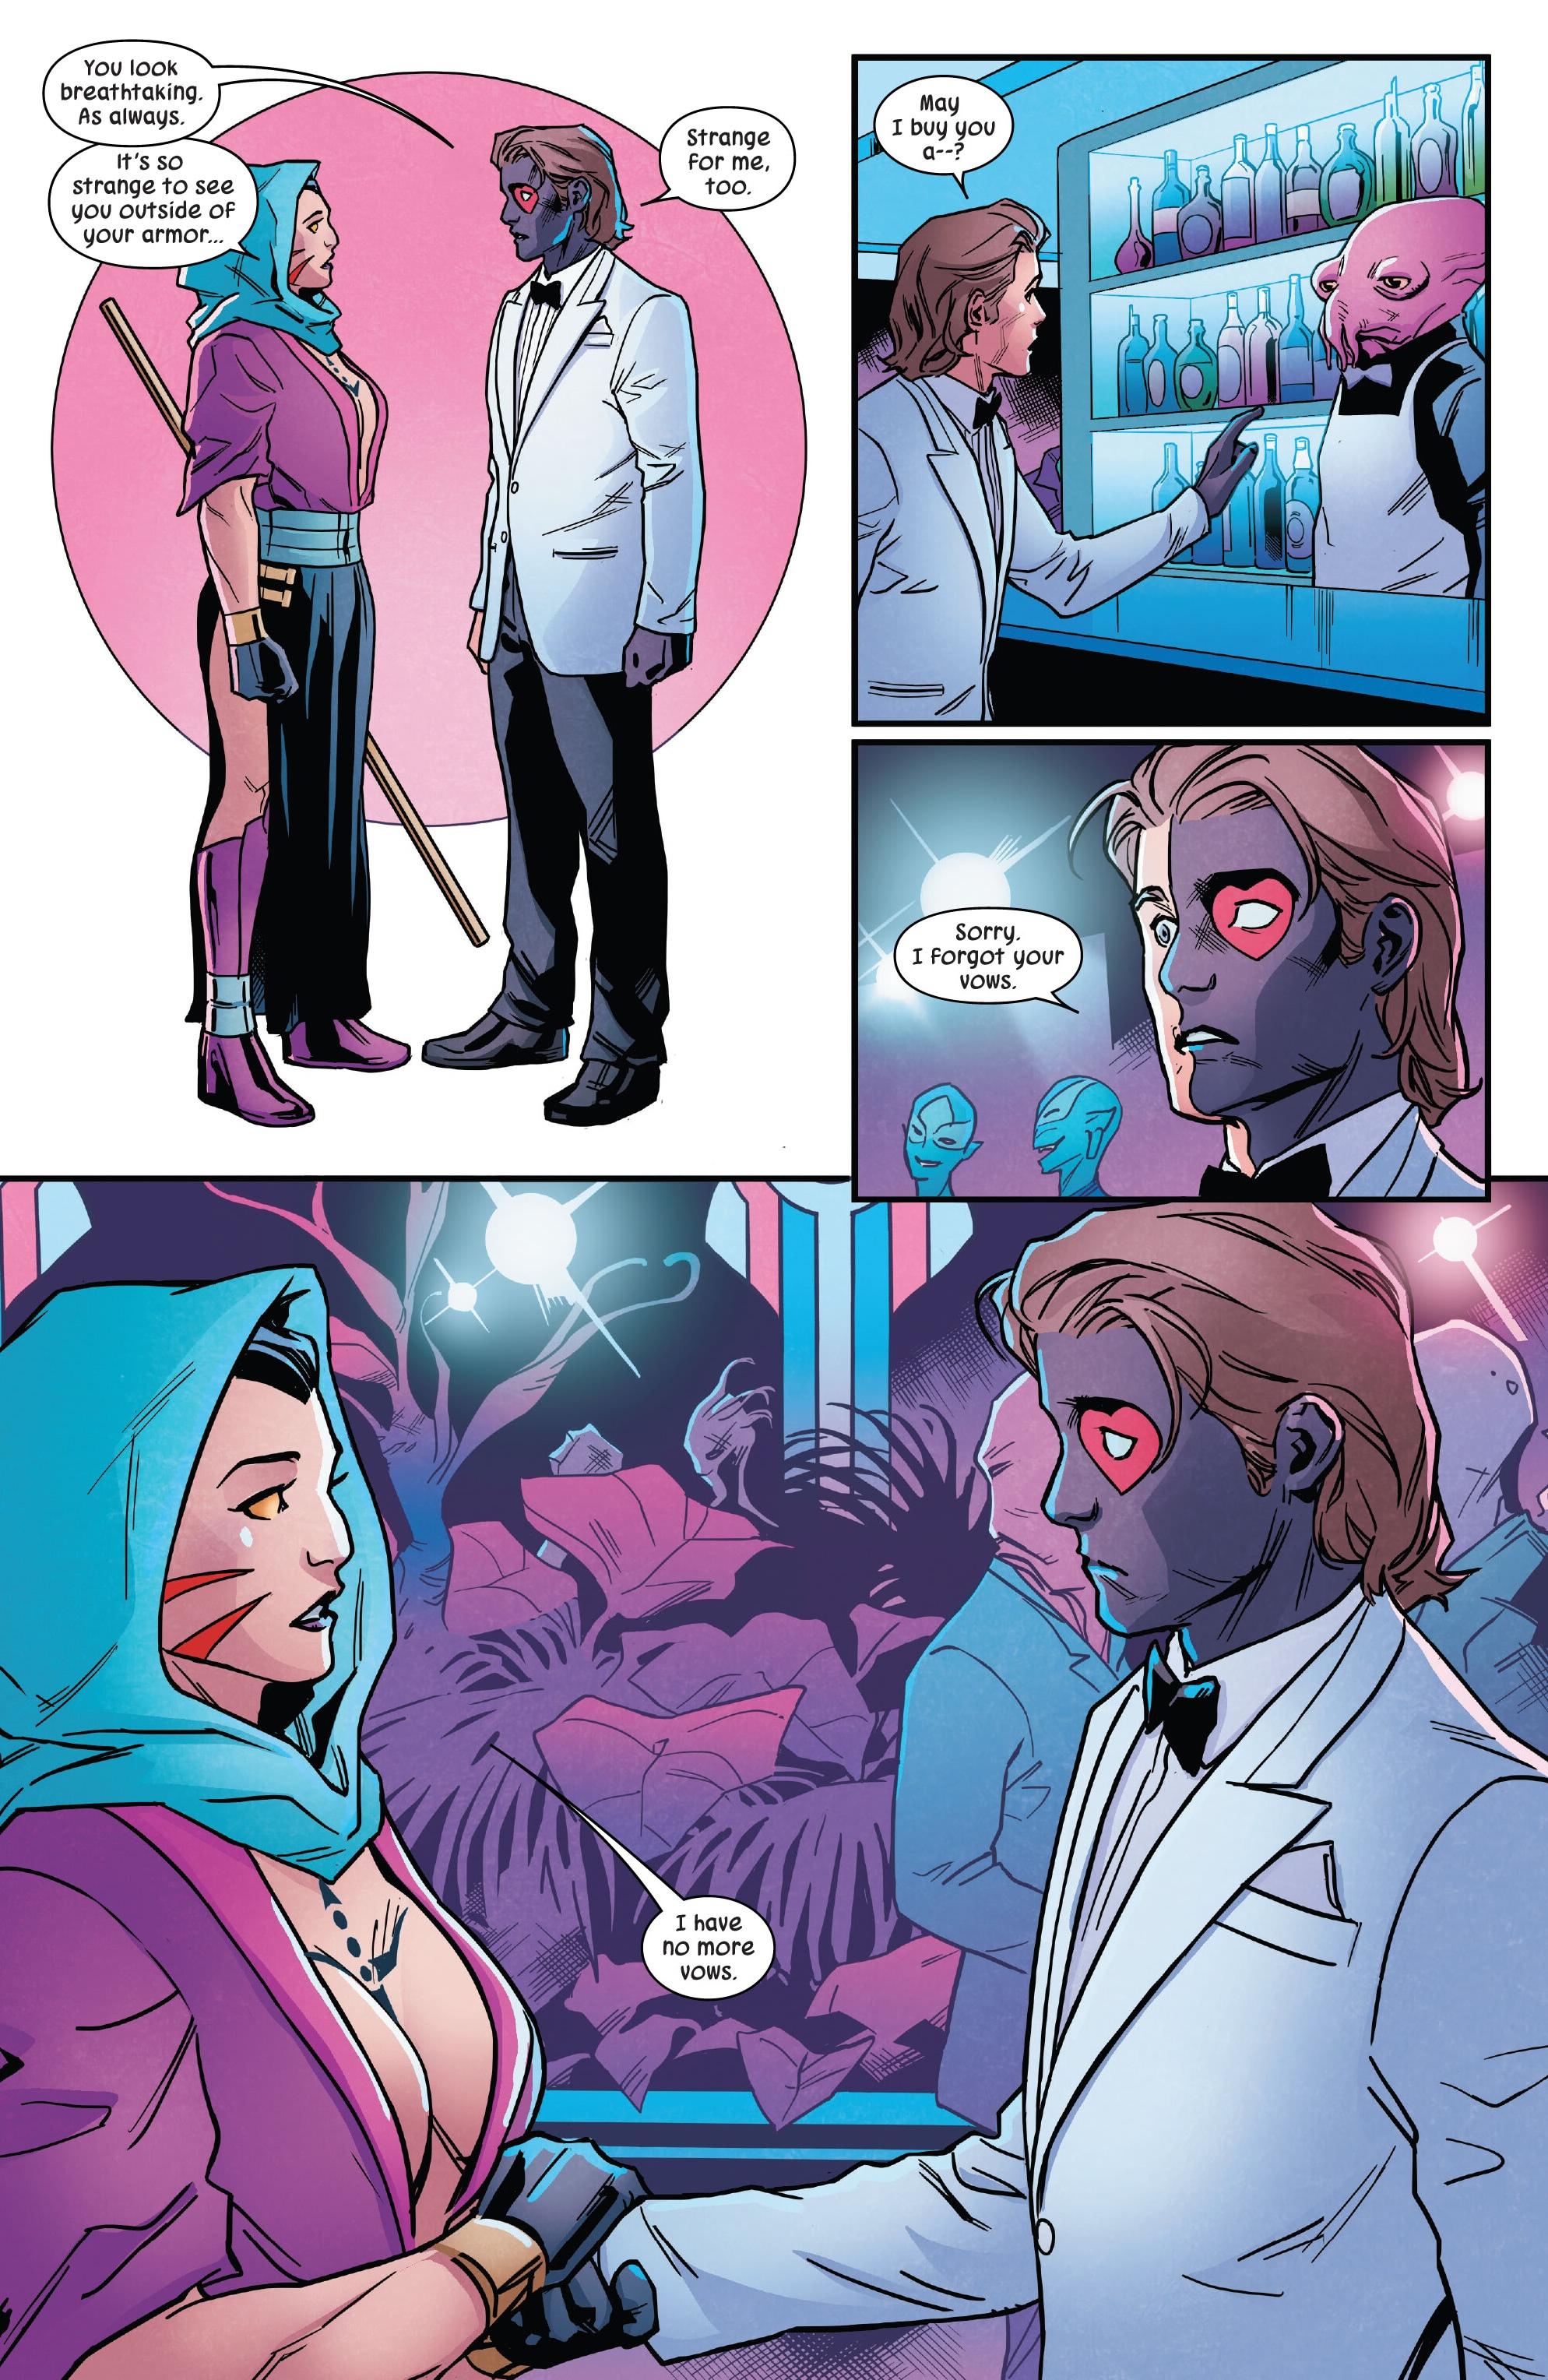 You look
breathtaking.
As always.
It's so
strange to see
you outside of
your armor...
Strange
for me,
too.
May
I buy you
a--?
Sorry.
I forgot your
vows.
I have
no more
vows.